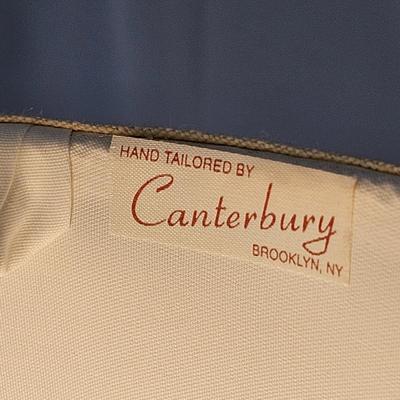 HAND TAILORED BY
Canterbury
BROOKLYN, NY